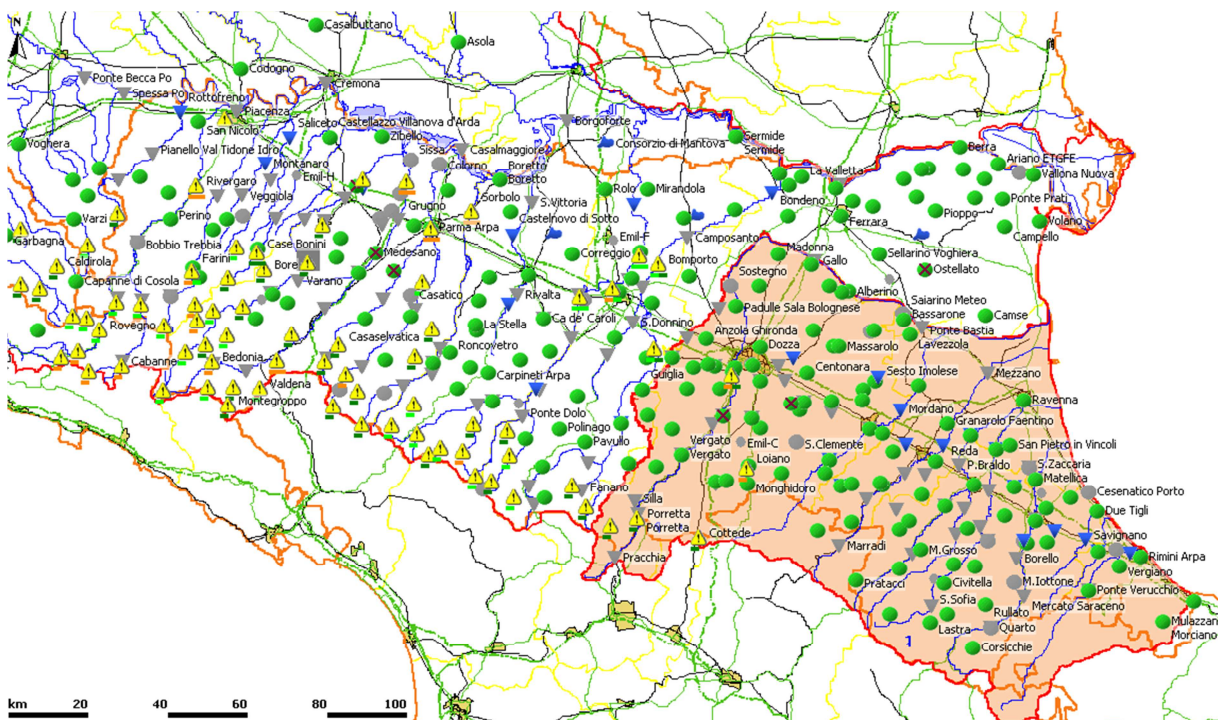 N
Casalbuttano
Asola
Codogno
Ponte Becca Po
Cremona
Spessa Po
Rottofreno
Piacenza
Castellazzo Villanova d'Arda
Borgoforte
San Nicolo
Saliceto
Zibello
Sermide
Voghera
Consorzio di Mantova
Casalmaggiore
Berra
Pianello Val Tidone Idro
Sissa
Sermide
Montanaro
Colorno
Boretto
Ariano ETGFE
Emil-H
Boretto
La Valletta
Vallona Nuova
Rivergaro
Rolo
Mirandola
Veggiola
Sorbolo
S.Vittoria
Bondeno
Ponte Prati
Grugno
Pioppo
Varzi
Perino
Castelnovo di Sotto
Ferrara
Volano
Parma Arpa
Campello
Garbagna
Bobbio Trebbia
Case Bonini
Emil-F
Camposanto
Farini
Medesano
Correggio
Madonna
Sellarino Voghiera
Caldirola
Bore
Bomporto
Gallo
Sostegno
Ostellato
Capanne di Cosola
Varano
Casatico
Rivalta
Alberino
Saiarino Meteo
Padulle Sala Bolognese
Bassarone
Camse
Rovegno
La Stella
Ca de' Caroli
S.Donnino
Ponte Bastia
Anzola Ghironda
Lavezzola
Casaselvatica
Dozza
Massarolo
Roncovetro
Cabanne
Bedonia
Guiglia
Centonara
Sesto Imolese
Mezzano
Carpineti Arpa
Valdena
Montegroppo
Ravenna
Mordano
Ponte Dolo
Granarolo Faentino
Polinago
Vergato
Emil-C
S.Clemente
Pavullo
San Pietro in Vincoli
Vergato
Loiano
Reda
P.Braldo
S.Zaccaria
Matellica
Fanano
Monghidoro
Silla
Cesenatico Porto
Porretta
Due Tigli
Porretta
Cottede
Savignano
Marradi
M.Grosso
Pracchia
Borello
Rimini Arpa
Vergiano
Pratacci
Civitella
M.Iottone
Ponte Verucchio
S.Sofia
Mercato Saraceno
Rullato
Lastra
Quarto
Mulazzan
Morciano
1
Corsicchie
km 20 40 60 80 100